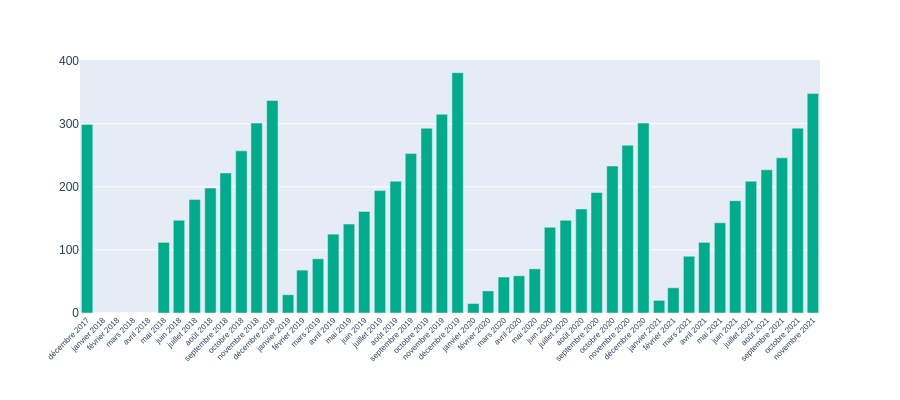 400
300
200
100
0
décembre 2017
janvier 2018
février 2018
mars 2018
avril 2018
mai 2018
juin 2018
juillet 2018
août 2018
septembre 2018
octobre 2018
novembre 2018
décembre 2018
janvier 2019
février 2019
mars 2019
avril 2019
mai 2019
juin 2019
juillet 2019
août 2019
septembre 2019
octobre 2019
novembre 2019
décembre 2019
janvier 2020
février 2020
mars 2020
avril 2020
mai 2020
juin 2020
juillet 2020
août 2020
septembre 2020
octobre 2020
novembre 2020
décembre 2020
janvier 2021
février 2021
mars 2021
avril 2021
mai 2021
juin 2021
juillet 2021
août 2021
septembre 2021
octobre 2021
novembre 2021